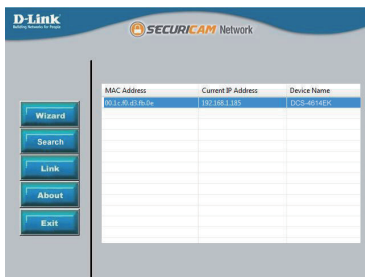 D-Link
Building Networks for People
SECURICAM Network
MAC Address Current IP Address Device Name
00.1c.f0.d3.fb.0e 192.168.1.185 DCS-4614EK
Wizard
Search
Link
About
Exit